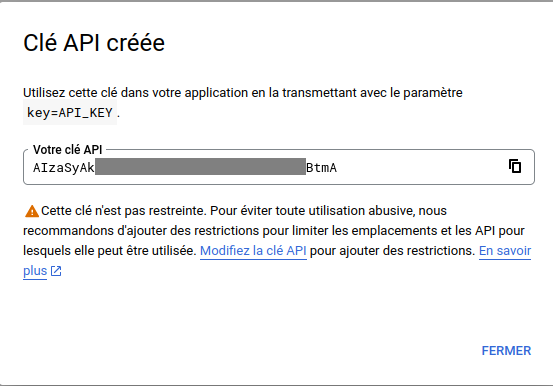 Clé API créée
Utilisez cette clé dans votre application en la transmettant avec le paramètre
key=API_KEY.
Votre clé API
AIzaSyAk BtmA
Cette clé n'est pas restreinte. Pour éviter toute utilisation abusive, nous
recommandons d'ajouter des restrictions pour limiter les emplacements et les API pour
lesquels elle peut être utilisée. Modifiez la clé API pour ajouter des restrictions. En savoir
plus
FERMER